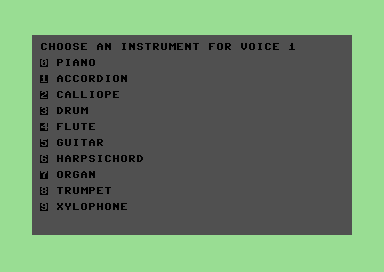 CHOOSE AN INSTRUMENT FOR VOICE 1
0 PIANO
1 ACCORDION
2 CALLIOPE
3 DRUM
4 FLUTE
5 GUITAR
6 HARPSICHORD
7 ORGAN
8 TRUMPET
9 XYLOPHONE